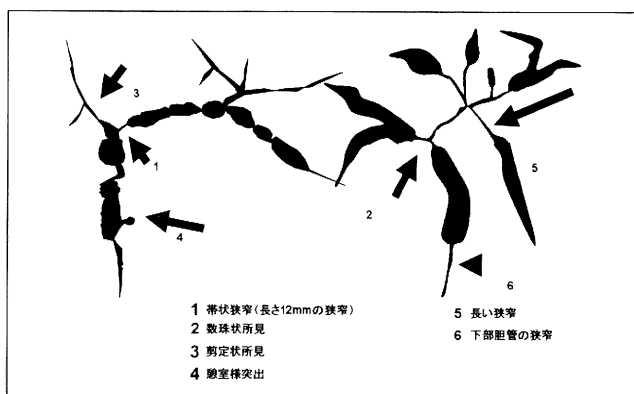 3
1
5
2
4
6
1 帯状狭窄(長さ12mmの狭窄)
2 数珠状所見
3 剪定状所見
4 憩室様突出
5 長い狭窄
6 下部胆管の狭窄